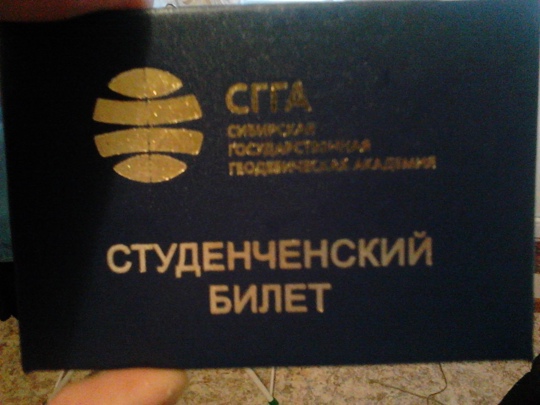 СГГА
СИБИРСКАЯ
ГОСУДАРСТВЕННАЯ
ГЕОДЕЗИЧЕСКАЯ АКАДЕМИЯ
СТУДЕНЧЕНСКИЙ
БИЛЕТ